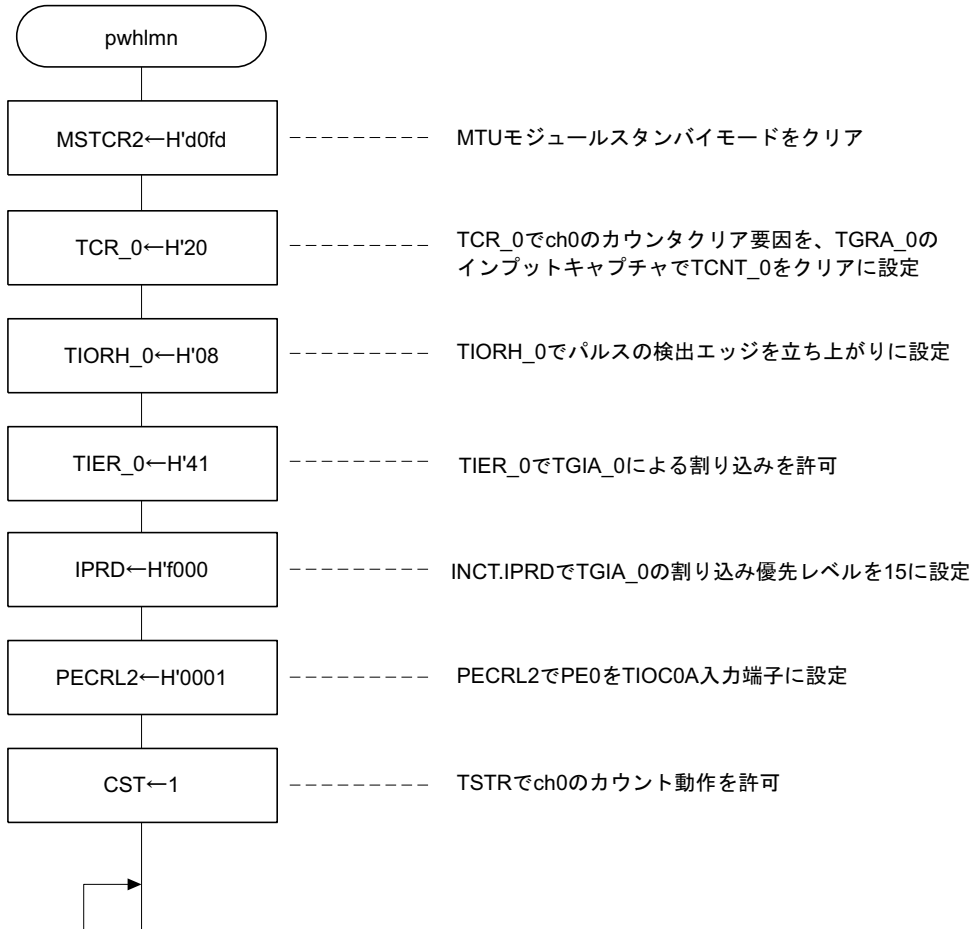 pwhlmn
MSTCR2←H'd0fd
MTUモジュールスタンバイモードをクリア
TCR_0←H'20
TCR_0でch0のカウンタクリア要因を、TGRA_0の
インプットキャプチャでTCNT_0をクリアに設定
TIORH_0←H'08
TIORH_0でパルスの検出エッジを立ち上がりに設定
TIER_0←H'41
TIER_0でTGIA_0による割り込みを許可
IPRD←H'f000
INCT.IPRDでTGIA_0の割り込み優先レベルを15に設定
PECRL2←H'0001
PECRL2でPE0をTIOC0A入力端子に設定
CST←1
TSTRでch0のカウント動作を許可